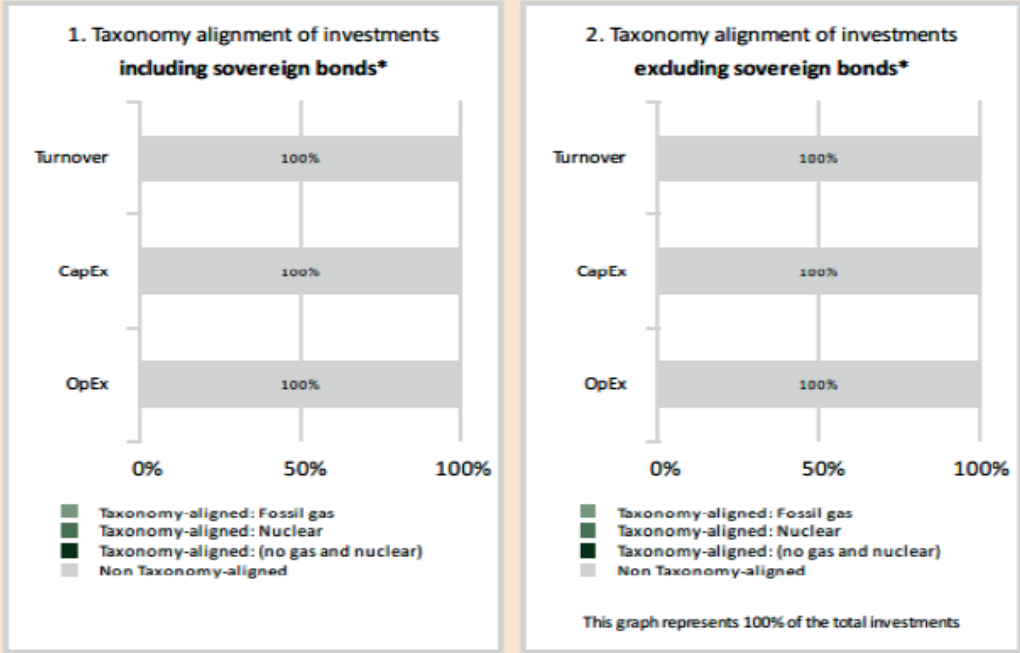 1. Taxonomy alignment of investments
including sovereign bonds*
Turnover
100%
CapEx
100%
OpEx
100%
0% 50% 100%
Taxonomy-aligned: Fossil gas
Taxonomy-aligned: Nuclear
Taxonomy-aligned: (no gas and nuclear)
Non Taxonomy-aligned
2. Taxonomy alignment of investments
excluding sovereign bonds*
Turnover
100%
CapEx
100%
OpEx
100%
0% 50% 100%
Taxonomy-aligned: Fossil gas
Taxonomy-aligned: Nuclear
Taxonomy-aligned: (no gas and nuclear)
Non Taxonomy-aligned
This graph represents 100% of the total investments